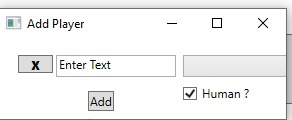 Add Player
X Enter Text
Add Human ?